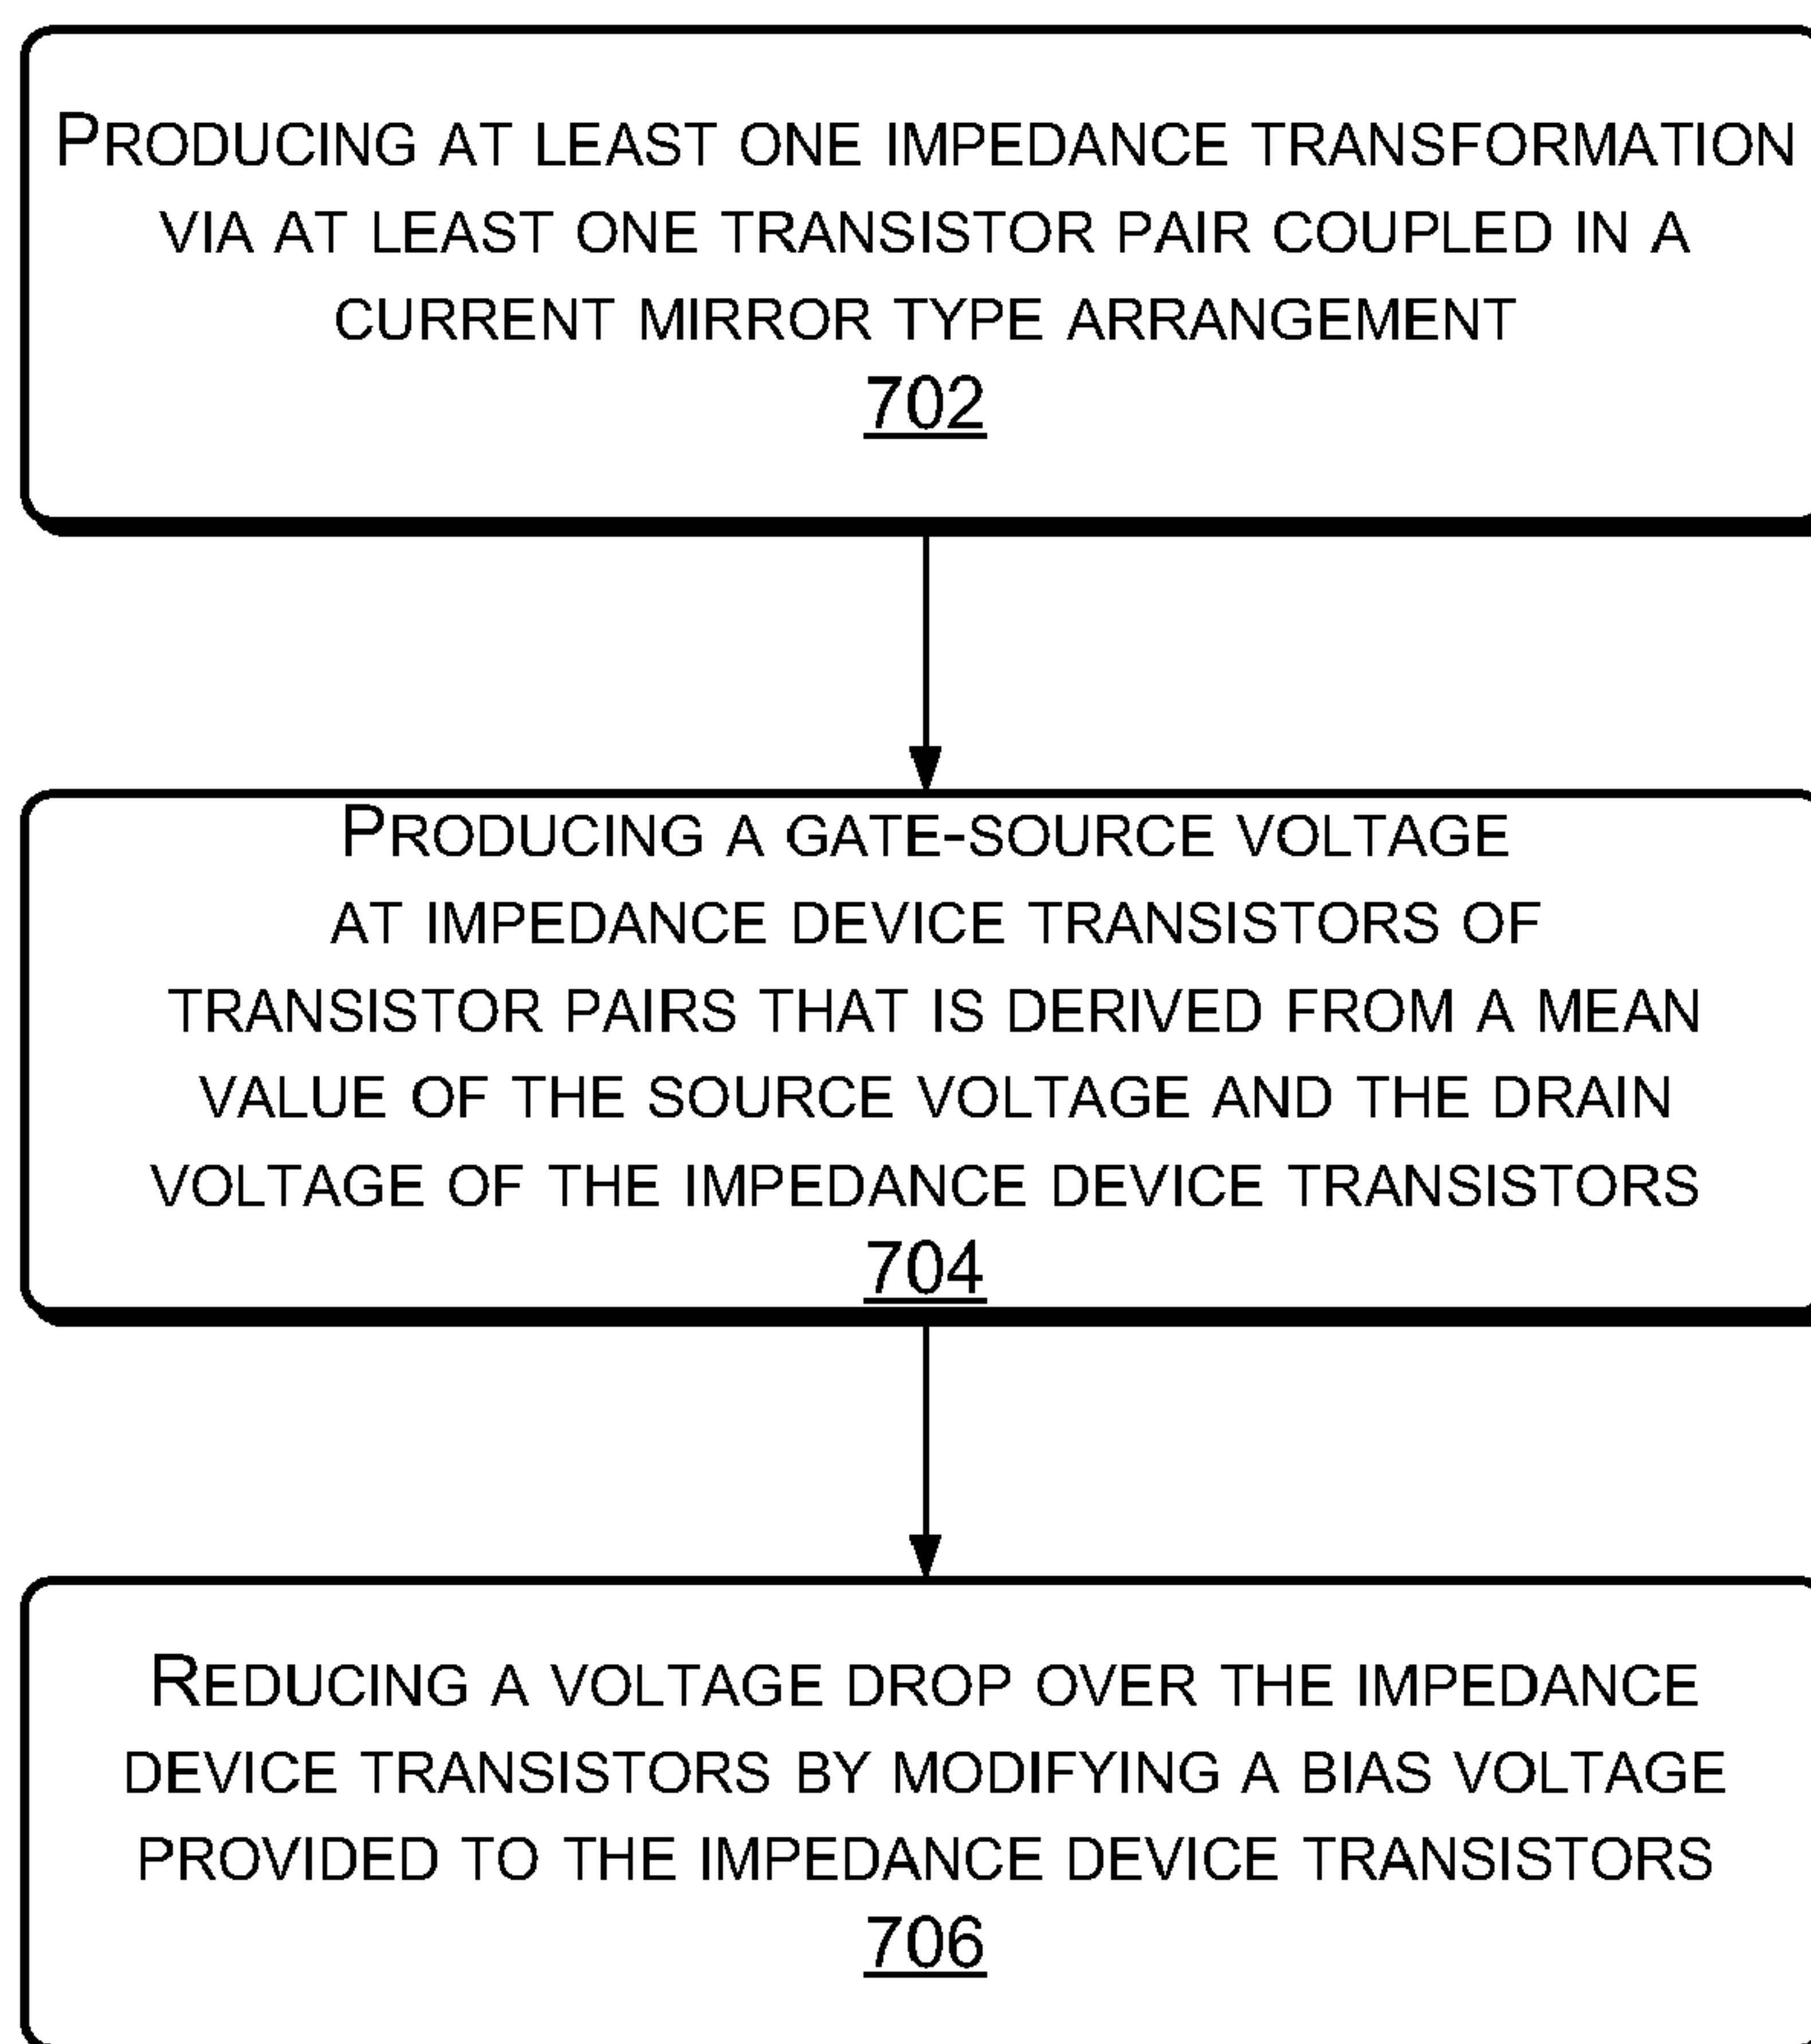 PRODUCING AT LEAST ONE IMPEDANCE TRANSFORMATION
VIA AT LEAST ONE TRANSISTOR PAIR COUPLED IN A
CURRENT MIRROR TYPE ARRANGEMENT
702
PRODUCING A GATE-SOURCE VOLTAGE
AT IMPEDANCE DEVICE TRANSISTORS OF
TRANSISTOR PAIRS THAT IS DERIVED FROM A MEAN
VALUE OF THE SOURCE VOLTAGE AND THE DRAIN
VOLTAGE OF THE IMPEDANCE DEVICE TRANSISTORS
704
REDUCING A VOLTAGE DROP OVER THE IMPEDANCE
DEVICE TRANSISTORS BY MODIFYING A BIAS VOLTAGE
PROVIDED TO THE IMPEDANCE DEVICE TRANSISTORS
706